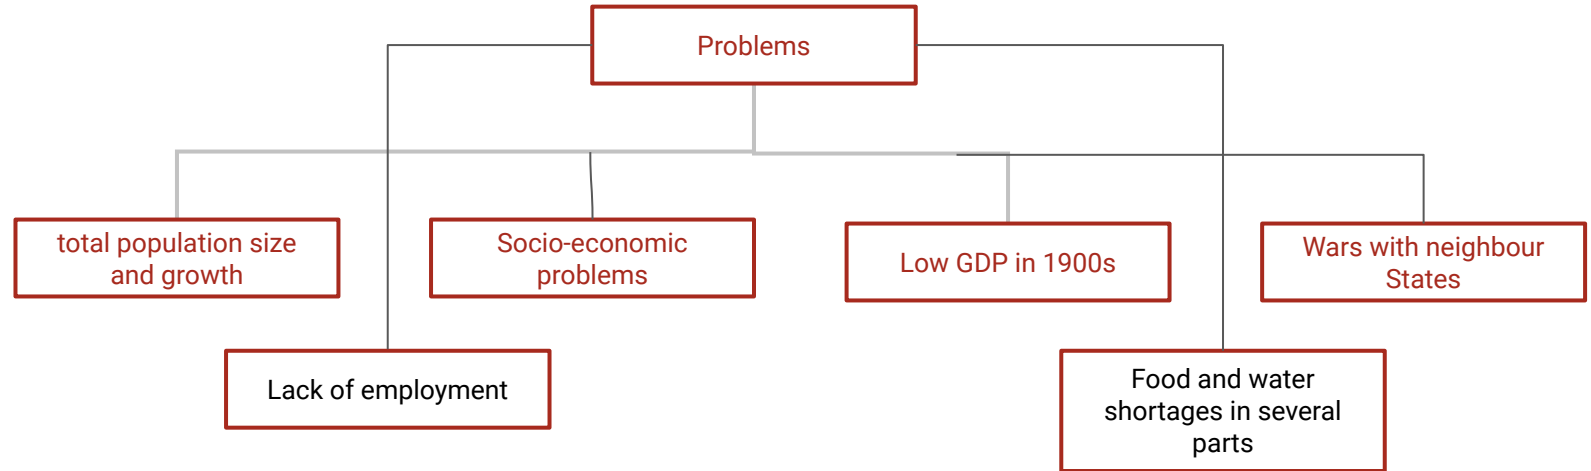 Problems
total population size
and growth
Socio-economic
problems
Low GDP in 1900s
Wars with neighbour
States
Lack of employment
Food and water
shortages in several
parts